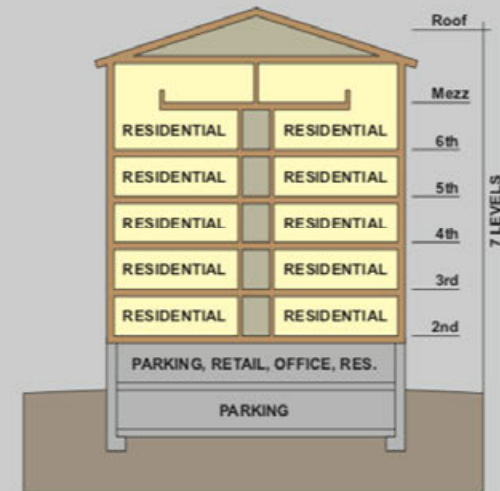 Roof
Mezz
RESIDENTIAL RESIDENTIAL
6th
RESIDENTIAL RESIDENTIAL
5th
RESIDENTIAL RESIDENTIAL
4th
RESIDENTIAL RESIDENTIAL
3rd
RESIDENTIAL RESIDENTIAL
2nd
PARKING, RETAIL, OFFICE, RES.
PARKING
7 LEVELS